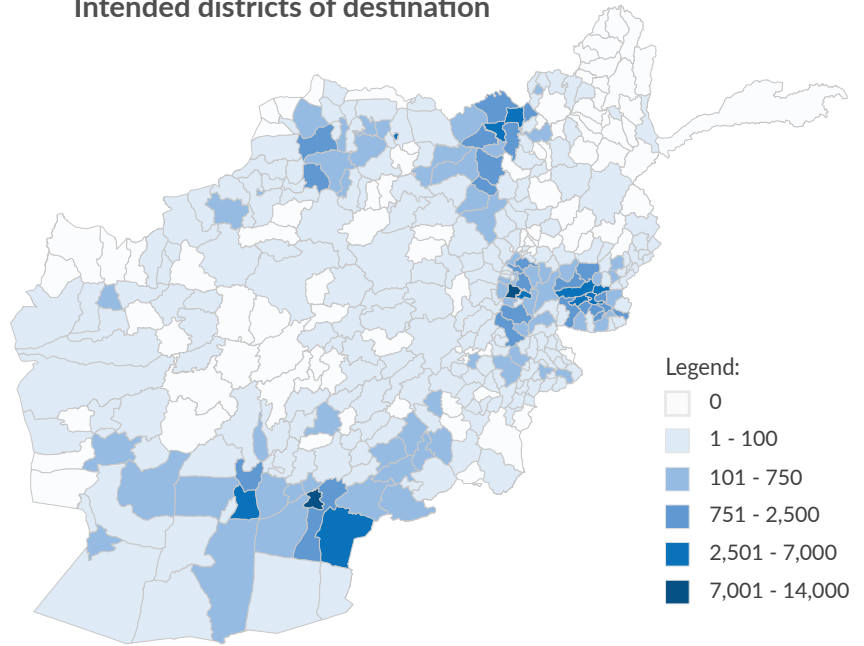 Intended districts of destination
Legend:
0
1 - 100
101 - 750
751 - 2,500
2,501 - 7,000
7,001 - 14,000